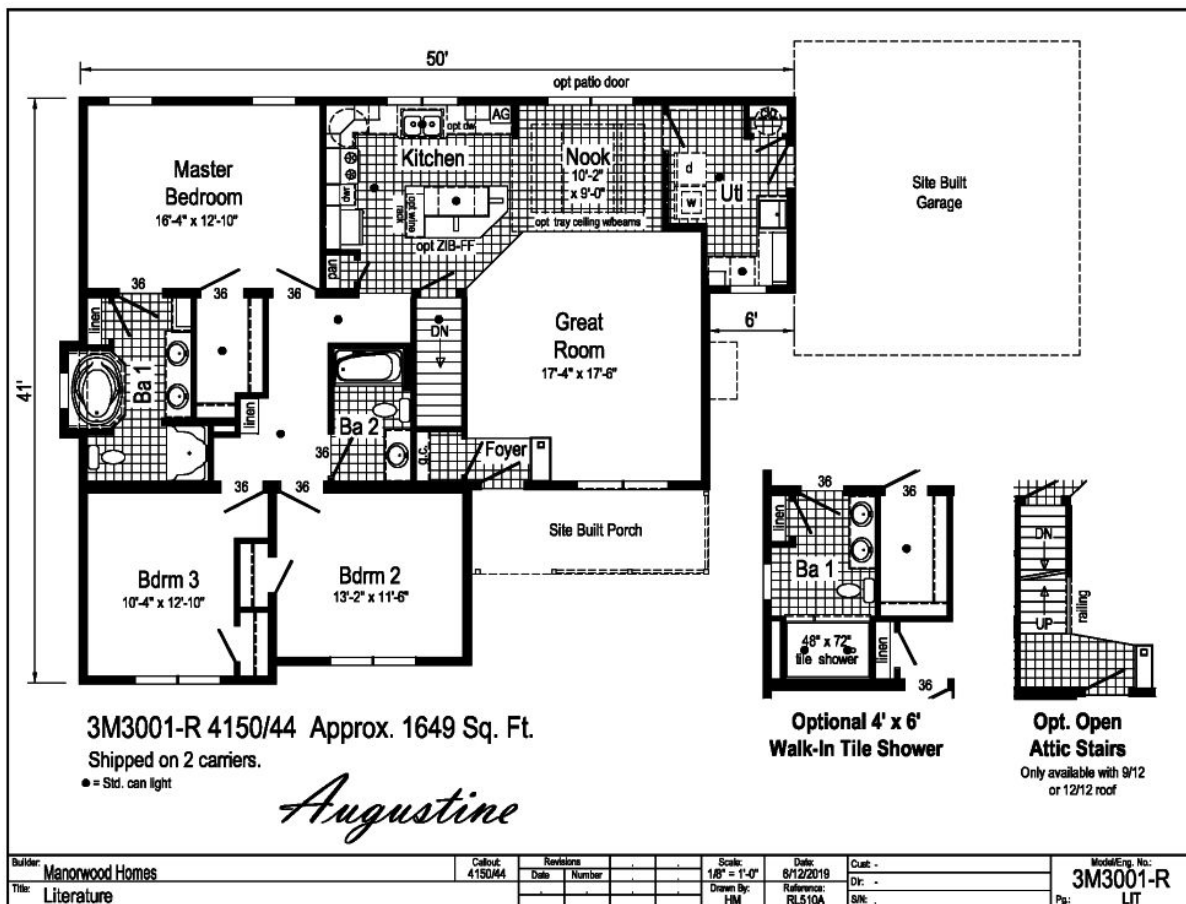 50'
opt patio door
41'
Master
Bedroom
16'-4" x 12'-10"
Kitchen
opt dw
AG
dwr
opt wine
rack
opt ZIB-FF
pan
Nook
10'-2"
x 9'-0"
opt tray ceiling w/beams
d
w
Utl
Site Built
Garage
6'
36
36
36
linen
Ba 1
linen
DN
Great
Room
17'-4" x 17'-6"
Ba 2
36
g.c.
Foyer
36
36
Site Built Porch
Bdrm 3
10'-4" x 12'-10"
Bdrm 2
13'-2" x 11'-6"
36
36
linen
Ba 1
48" x 72"
tile shower
linen
36
Optional 4' x 6'
Walk-In Tile Shower
DN
UP
railing
Opt. Open
Attic Stairs
Only available with 9/12
or 12/12 roof
3M3001-R 4150/44 Approx. 1649 Sq. Ft.
Shipped on 2 carriers.
● = Std. can light
Augustine
Builder: Manorwood Homes
Title: Literature
Callout:
4150/44
Revisions
Date Number
Scale:
1/8" = 1'-0"
Drawn By:
HM
Date:
6/12/2019
Reference:
RL510A
Cust: -
Dlr: -
S/N: .
Model/Eng. No.:
3M3001-R
Pg.: LIT